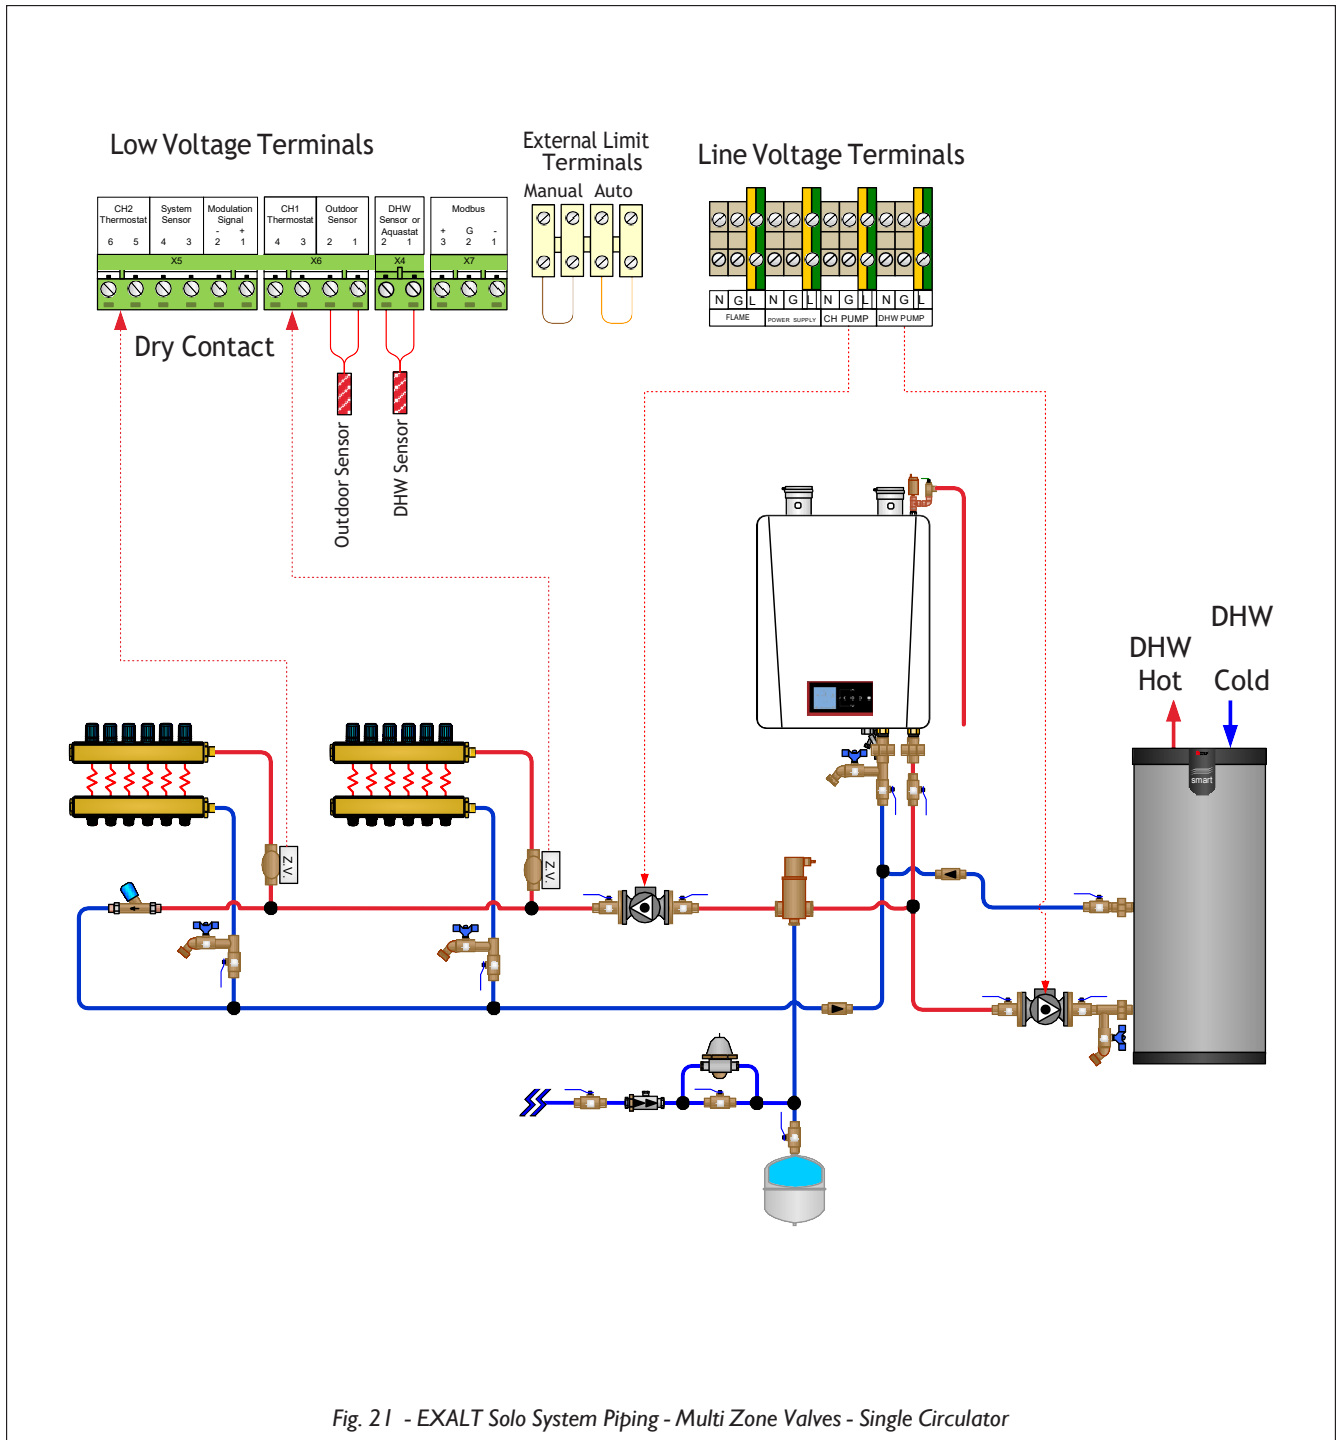 Low Voltage Terminals
External Limit
Terminals
Manual Auto
Line Voltage Terminals
CH2
Thermostat
6 5
System
Sensor
4 3
Modulation
Signal
- +
2 1
X5
CH1
Thermostat
4 3
Outdoor
Sensor
2 1
X6
DHW
Sensor or
Aquastat
2 1
X4
Modbus
+ G -
3 2 1
X7
N G L N G L N G L N G L
FLAME POWER SUPPLY CH PUMP DHW PUMP
Dry Contact
Outdoor Sensor
DHW Sensor
DHW
Hot
DHW
Cold
smart
Z.V.
Z.V.
Fig. 21 - EXALT Solo System Piping - Multi Zone Valves - Single Circulator